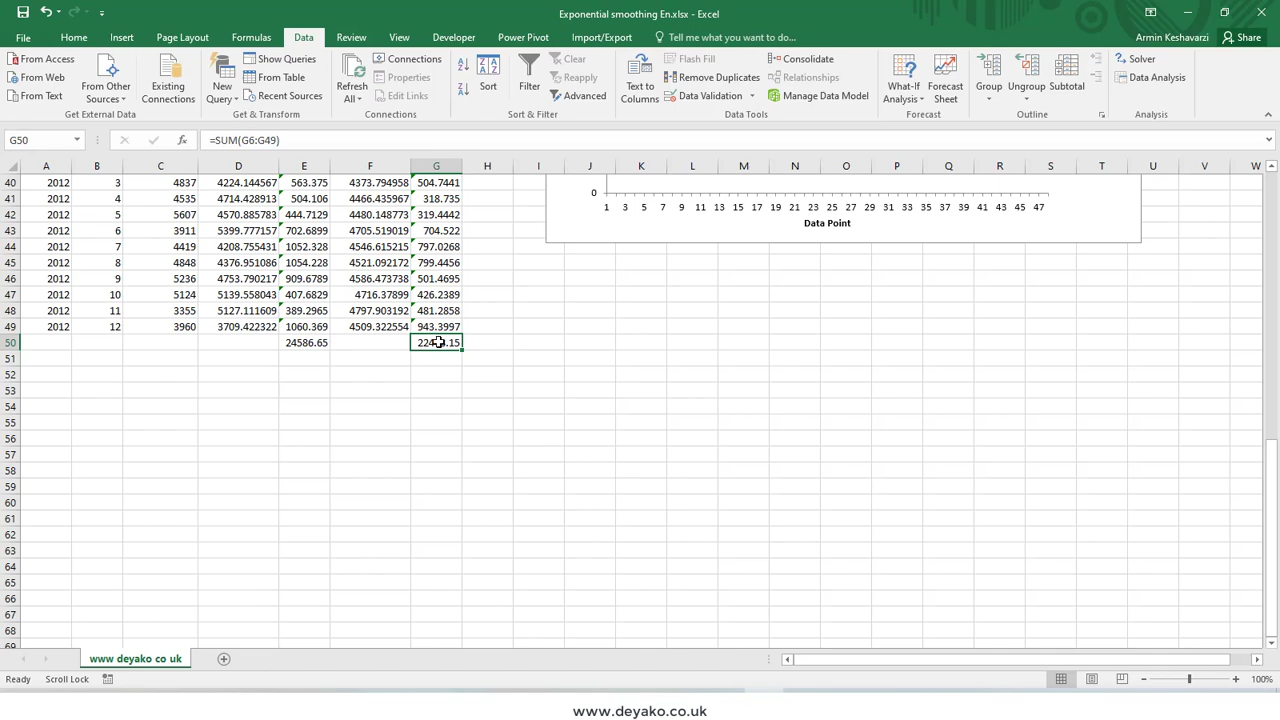 Exponential smoothing En.xlsx - Excel
File Home Insert Page Layout Formulas Data Review View Developer Power Pivot Import/Export Tell me what you want to do... Armin Keshavarzi Share
From Access
From Web
From Text
From Other Sources
Existing Connections
Get External Data
New Query
Show Queries
From Table
Recent Sources
Get & Transform
Refresh All
Connections
Properties
Edit Links
Connections
Sort
Filter
Clear
Reapply
Advanced
Sort & Filter
Text to Columns
Flash Fill
Remove Duplicates
Data Validation
Consolidate
Relationships
Manage Data Model
Data Tools
What-If Analysis
Forecast Sheet
Forecast
Group
Ungroup
Subtotal
Outline
Solver
Data Analysis
Analysis
G50 fx =SUM(G6:G49)
A B C D E F G H I J K L M N O P Q R S T U V W
40 2012 3 4837 4224.144567 563.375 4373.794958 504.7441
41 2012 4 4535 4714.428913 504.106 4466.435967 318.735
42 2012 5 5607 4570.885783 444.7129 4480.148773 319.4442
43 2012 6 3911 5399.777157 702.6899 4705.519019 704.522
44 2012 7 4419 4208.755431 1052.328 4546.615215 797.0268
45 2012 8 4848 4376.951086 1054.228 4521.092172 799.4456
46 2012 9 5236 4753.790217 909.6789 4586.473738 501.4695
47 2012 10 5124 5139.558043 407.6829 4716.37899 426.2389
48 2012 11 3355 5127.111609 389.2965 4797.903192 481.2858
49 2012 12 3960 3709.422322 1060.369 4509.322554 943.3997
50 24586.65
51
52
53
54
55
56
57
58
59
60
61
62
63
64
65
66
67
68
69
0
1 3 5 7 9 11 13 15 17 19 21 23 25 27 29 31 33 35 37 39 41 43 45 47
Data Point
www deyako co uk
Ready Scroll Lock 100%
www.deyako.co.uk